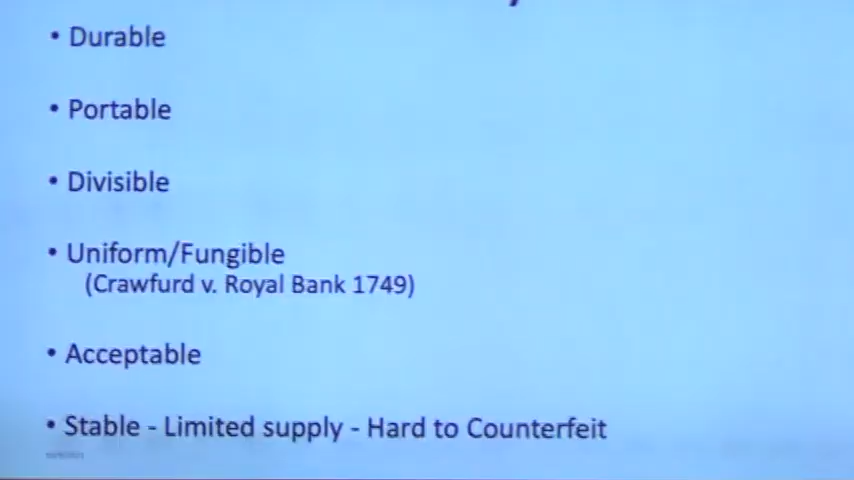 • Durable
• Portable
• Divisible
• Uniform/Fungible
(Crawfurd v. Royal Bank 1749)
• Acceptable
• Stable - Limited supply - Hard to Counterfeit